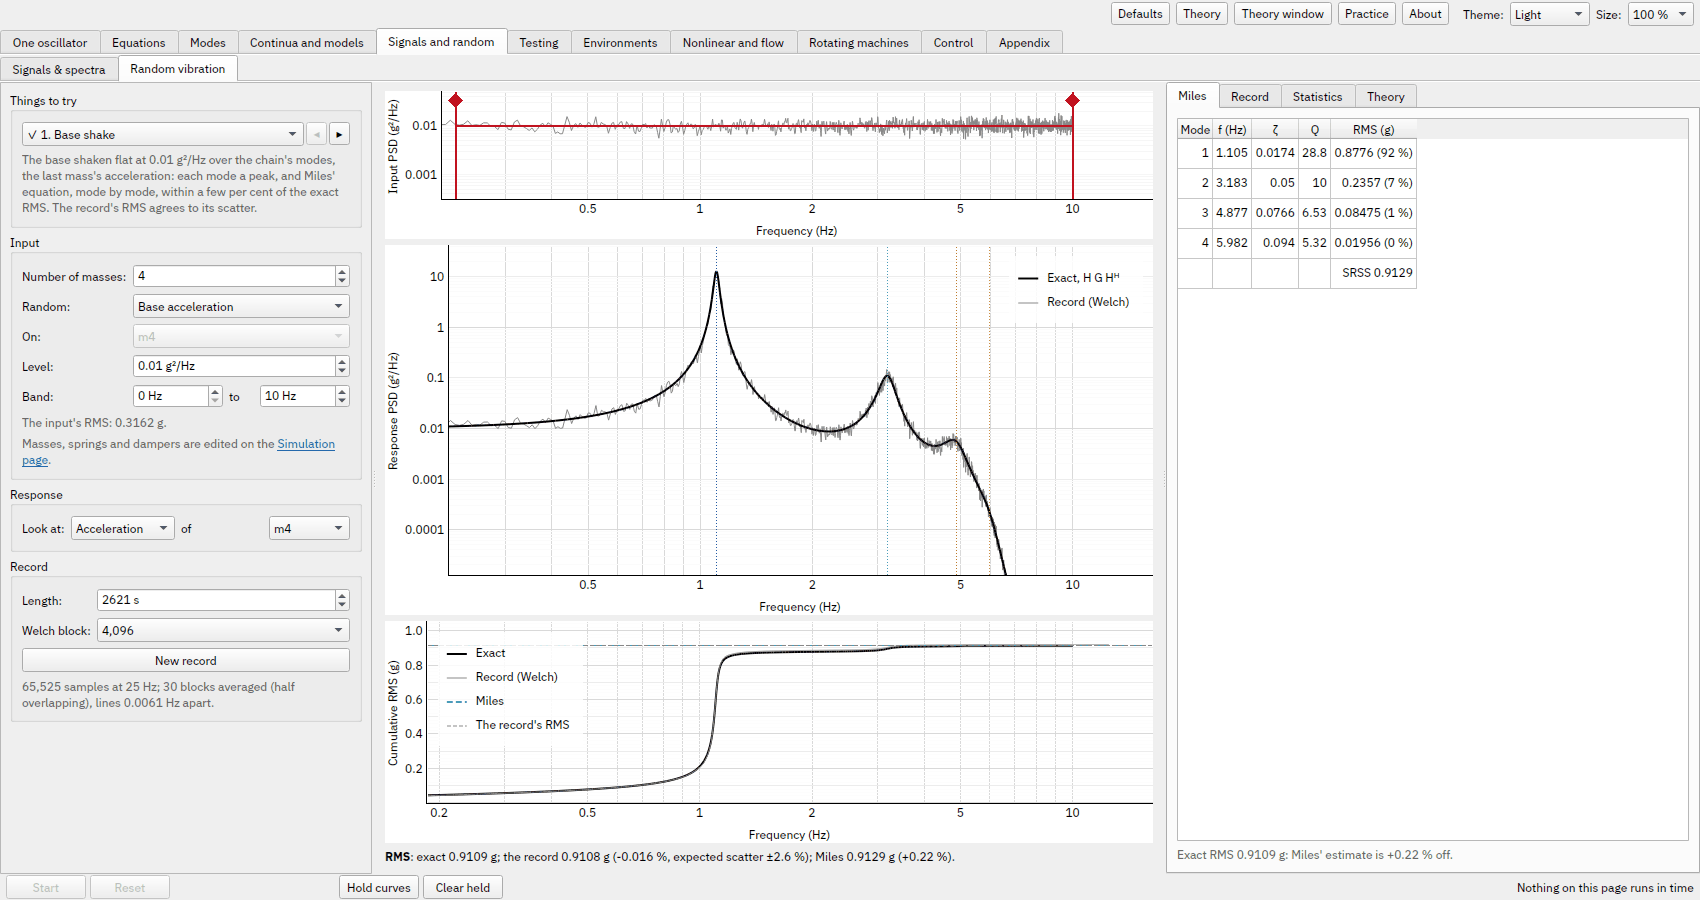 Defaults
Theory
Theory window
Practice
About
Theme:
Light
Size:
100 %
One oscillator
Equations
Modes
Continua and models
Signals and random
Testing
Environments
Nonlinear and flow
Rotating machines
Control
Appendix
Signals & spectra
Random vibration
Things to try
✓ 1. Base shake
The base shaken flat at 0.01 g²/Hz over the chain's modes,
the last mass's acceleration: each mode a peak, and Miles'
equation, mode by mode, within a few per cent of the exact
RMS. The record's RMS agrees to its scatter.
Input
Number of masses:
4
Random:
Base acceleration
On:
m4
Level:
0.01 g²/Hz
Band:
0 Hz
to
10 Hz
The input's RMS: 0.3162 g.
Masses, springs and dampers are edited on the Simulation
page.
Response
Look at:
Acceleration
of
m4
Record
Length:
2621 s
Welch block:
4,096
New record
65,525 samples at 25 Hz; 30 blocks averaged (half
overlapping), lines 0.0061 Hz apart.
Start
Reset
Input PSD (g²/Hz)
0.01
0.001
0.5
1
2
5
10
Frequency (Hz)
Response PSD (g²/Hz)
10
1
0.1
0.01
0.001
0.0001
Exact, H G Hᴴ
Record (Welch)
0.5
1
2
5
10
Frequency (Hz)
Cumulative RMS (g)
1.0
0.8
0.6
0.4
0.2
Exact
Record (Welch)
Miles
The record's RMS
0.2
0.5
1
2
5
10
Frequency (Hz)
RMS: exact 0.9109 g; the record 0.9108 g (-0.016 %, expected scatter ±2.6 %); Miles 0.9129 g (+0.22 %).
Hold curves
Clear held
Miles
Record
Statistics
Theory
Mode f (Hz) ζ Q RMS (g)
1 1.105 0.0174 28.8 0.8776 (92 %)
2 3.183 0.05 10 0.2357 (7 %)
3 4.877 0.0766 6.53 0.08475 (1 %)
4 5.982 0.094 5.32 0.01956 (0 %)
SRSS 0.9129
Exact RMS 0.9109 g: Miles' estimate is +0.22 % off.
Nothing on this page runs in time